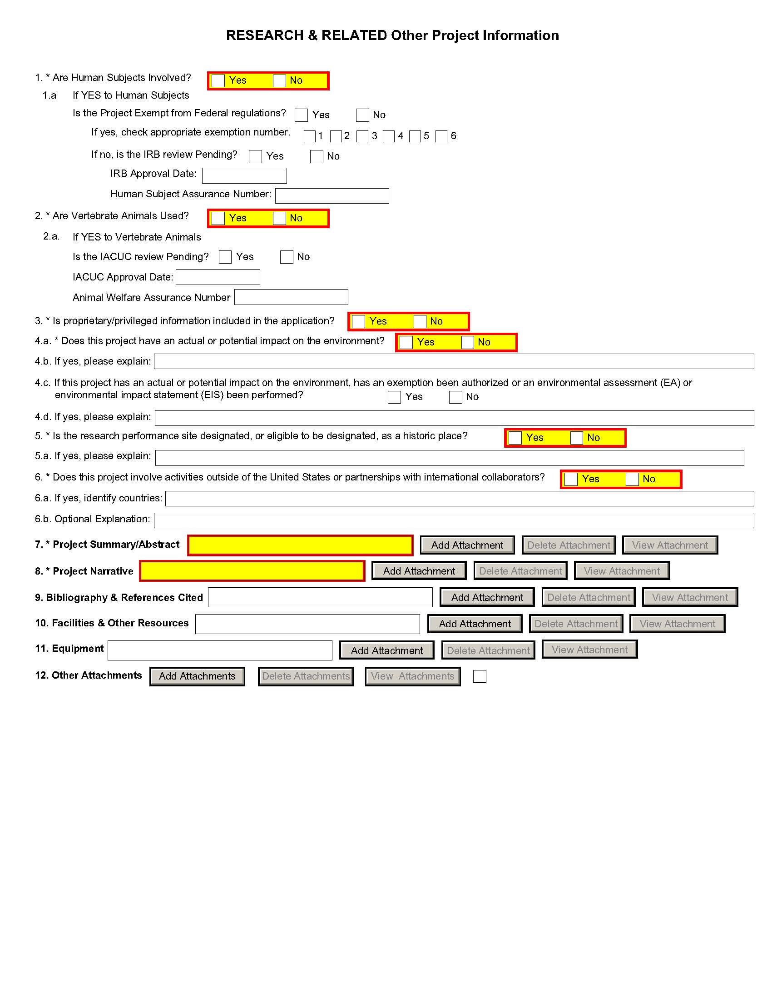 RESEARCH & RELATED Other Project Information
1. * Are Human Subjects Involved? Yes No
1.a If YES to Human Subjects
Is the Project Exempt from Federal regulations? Yes No
If yes, check appropriate exemption number. 1 2 3 4 5 6
If no, is the IRB review Pending? Yes No
IRB Approval Date:
Human Subject Assurance Number:
2. * Are Vertebrate Animals Used? Yes No
2.a. If YES to Vertebrate Animals
Is the IACUC review Pending? Yes No
IACUC Approval Date:
Animal Welfare Assurance Number
3. * Is proprietary/privileged information included in the application? Yes No
4.a. * Does this project have an actual or potential impact on the environment? Yes No
4.b. If yes, please explain:
4.c. If this project has an actual or potential impact on the environment, has an exemption been authorized or an environmental assessment (EA) or
environmental impact statement (EIS) been performed? Yes No
4.d. If yes, please explain:
5. * Is the research performance site designated, or eligible to be designated, as a historic place? Yes No
5.a. If yes, please explain:
6. * Does this project involve activities outside of the United States or partnerships with international collaborators? Yes No
6.a. If yes, identify countries:
6.b. Optional Explanation:
7. * Project Summary/Abstract Add Attachment Delete Attachment View Attachment
8. * Project Narrative Add Attachment Delete Attachment View Attachment
9. Bibliography & References Cited Add Attachment Delete Attachment View Attachment
10. Facilities & Other Resources Add Attachment Delete Attachment View Attachment
11. Equipment Add Attachment Delete Attachment View Attachment
12. Other Attachments Add Attachments Delete Attachments View Attachments